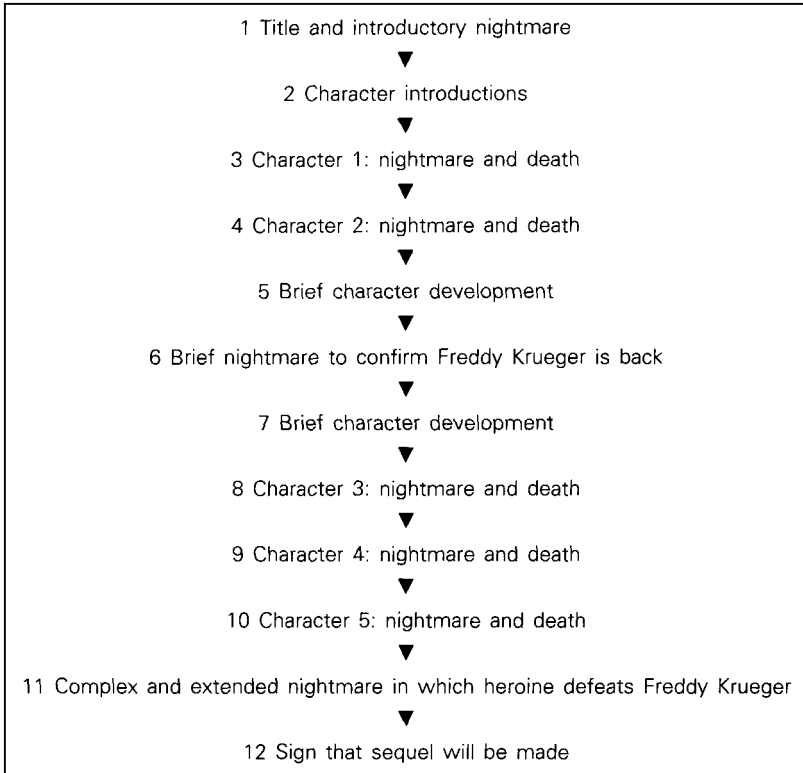 1 Title and introductory nightmare
▼
2 Character introductions
▼
3 Character 1: nightmare and death
▼
4 Character 2: nightmare and death
▼
5 Brief character development
▼
6 Brief nightmare to confirm Freddy Krueger is back
▼
7 Brief character development
▼
8 Character 3: nightmare and death
▼
9 Character 4: nightmare and death
▼
10 Character 5: nightmare and death
▼
11 Complex and extended nightmare in which heroine defeats Freddy Krueger
▼
12 Sign that sequel will be made